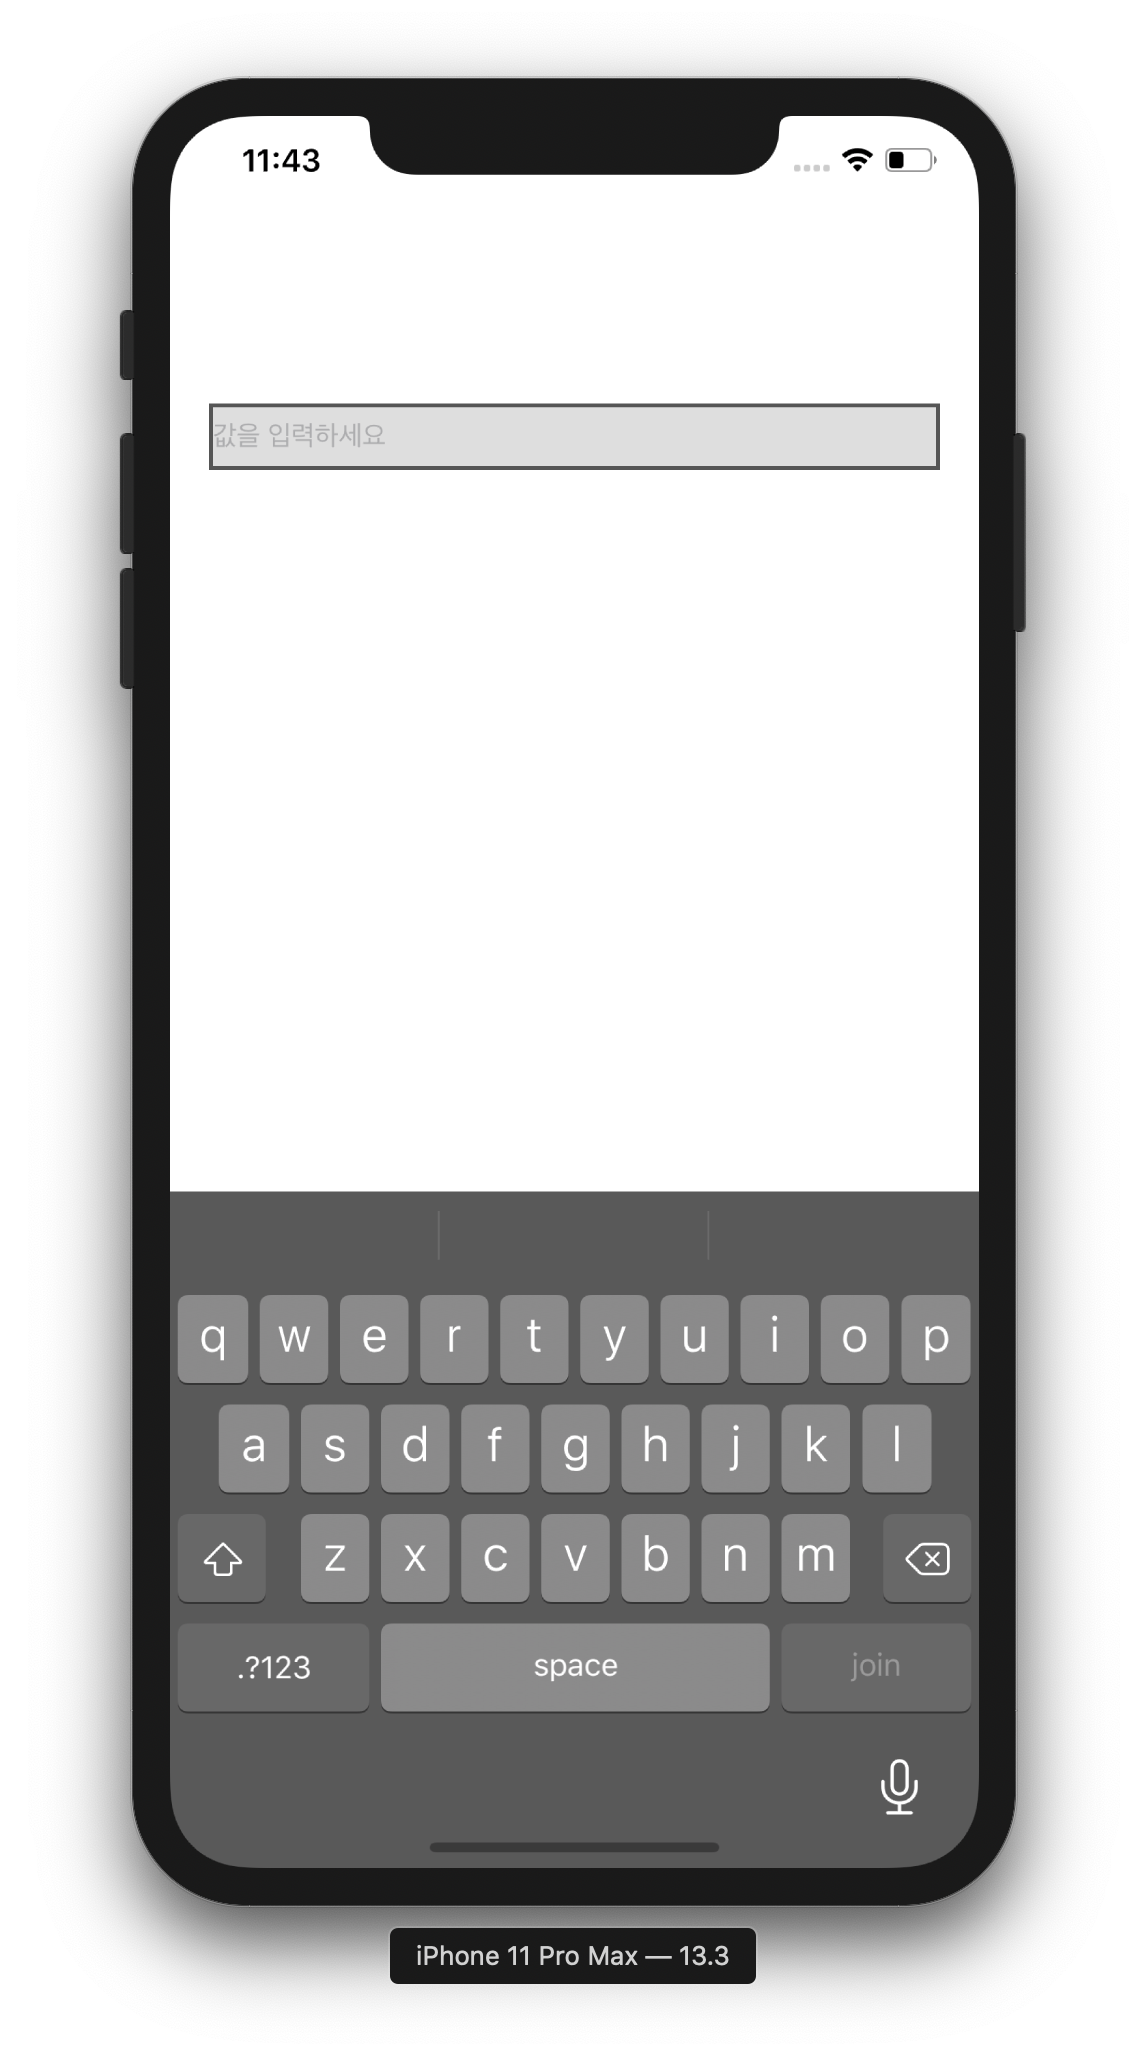 11:43
값을 입력하세요
q w e r t y u i o p
a s d f g h j k l
z x c v b n m
.?123 space join
iPhone 11 Pro Max — 13.3